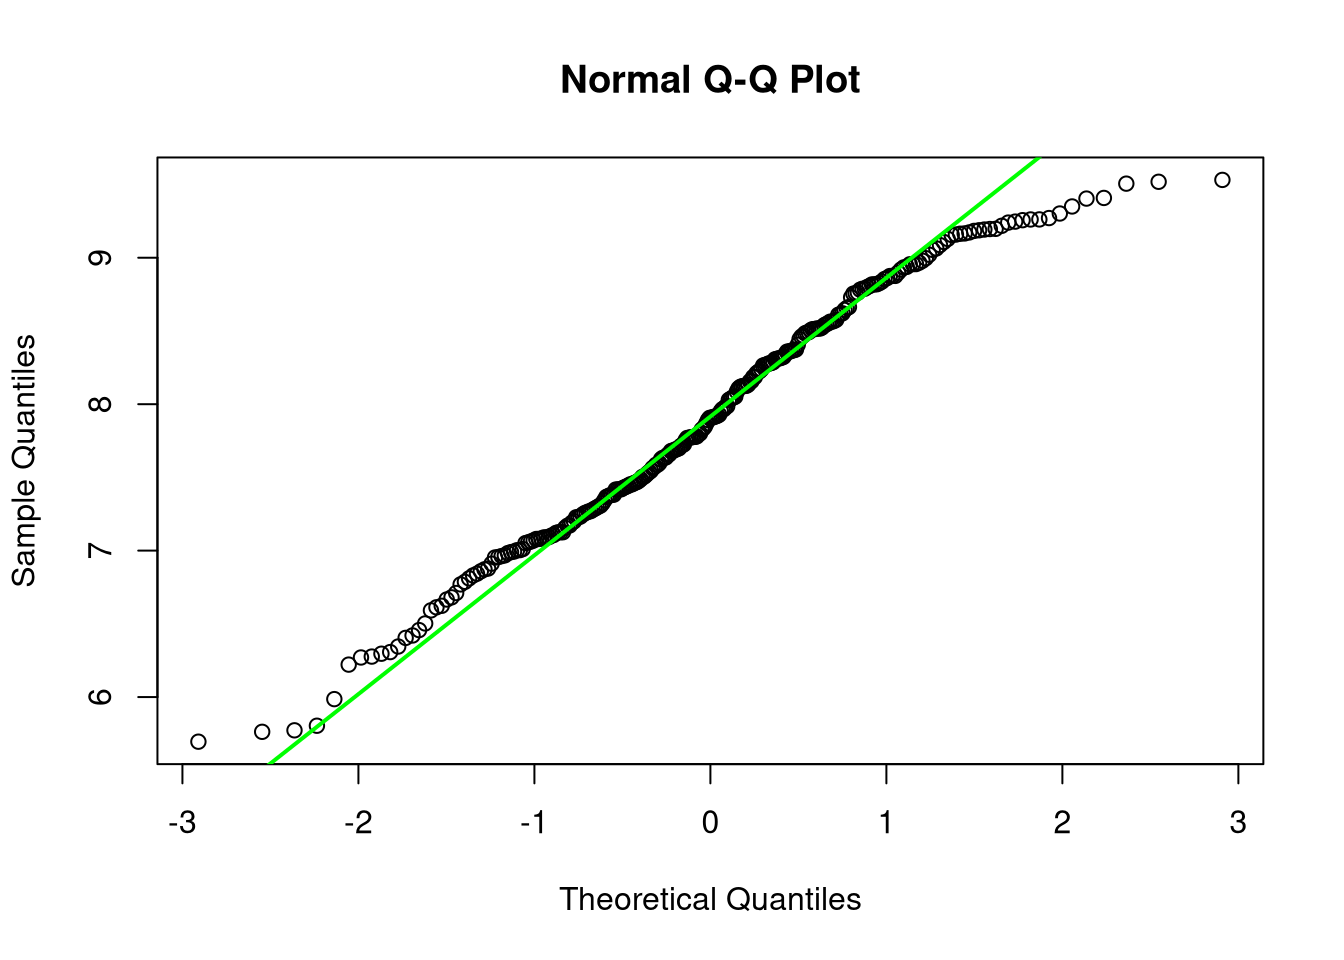 Normal Q-Q Plot
Sample Quantiles
9
8
7
6
-3 -2 -1 0 1 2 3
Theoretical Quantiles